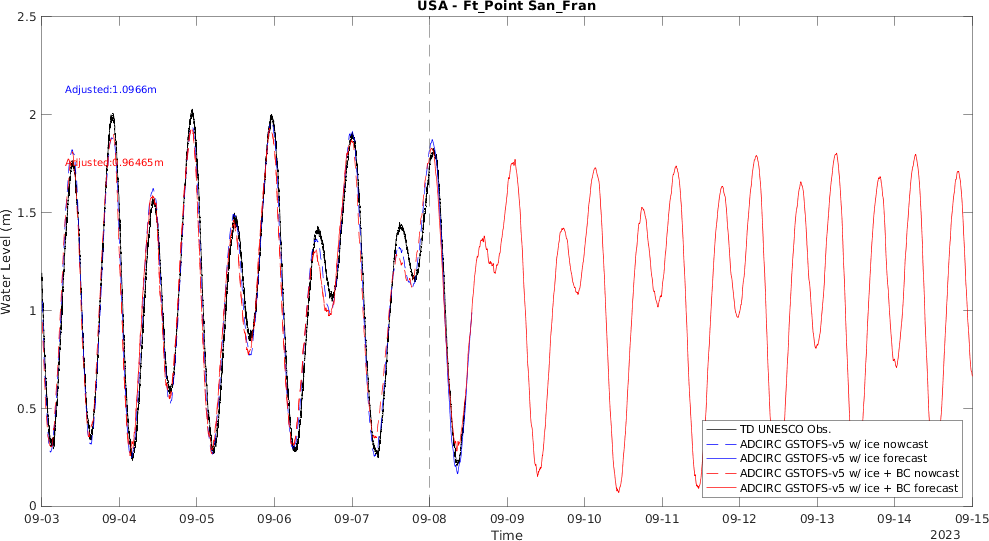 USA - Ft_Point San_Fran
2.5
2
1.5
1
0.5
0
Water Level (m)
Adjusted:1.0966m
Adjusted:0.96465m
TD UNESCO Obs.
ADCIRC GSTOFS-v5 w/ ice nowcast
ADCIRC GSTOFS-v5 w/ ice forecast
ADCIRC GSTOFS-v5 w/ ice + BC nowcast
ADCIRC GSTOFS-v5 w/ ice + BC forecast
09-03 09-04 09-05 09-06 09-07 09-08 09-09 09-10 09-11 09-12 09-13 09-14 09-15
Time
2023